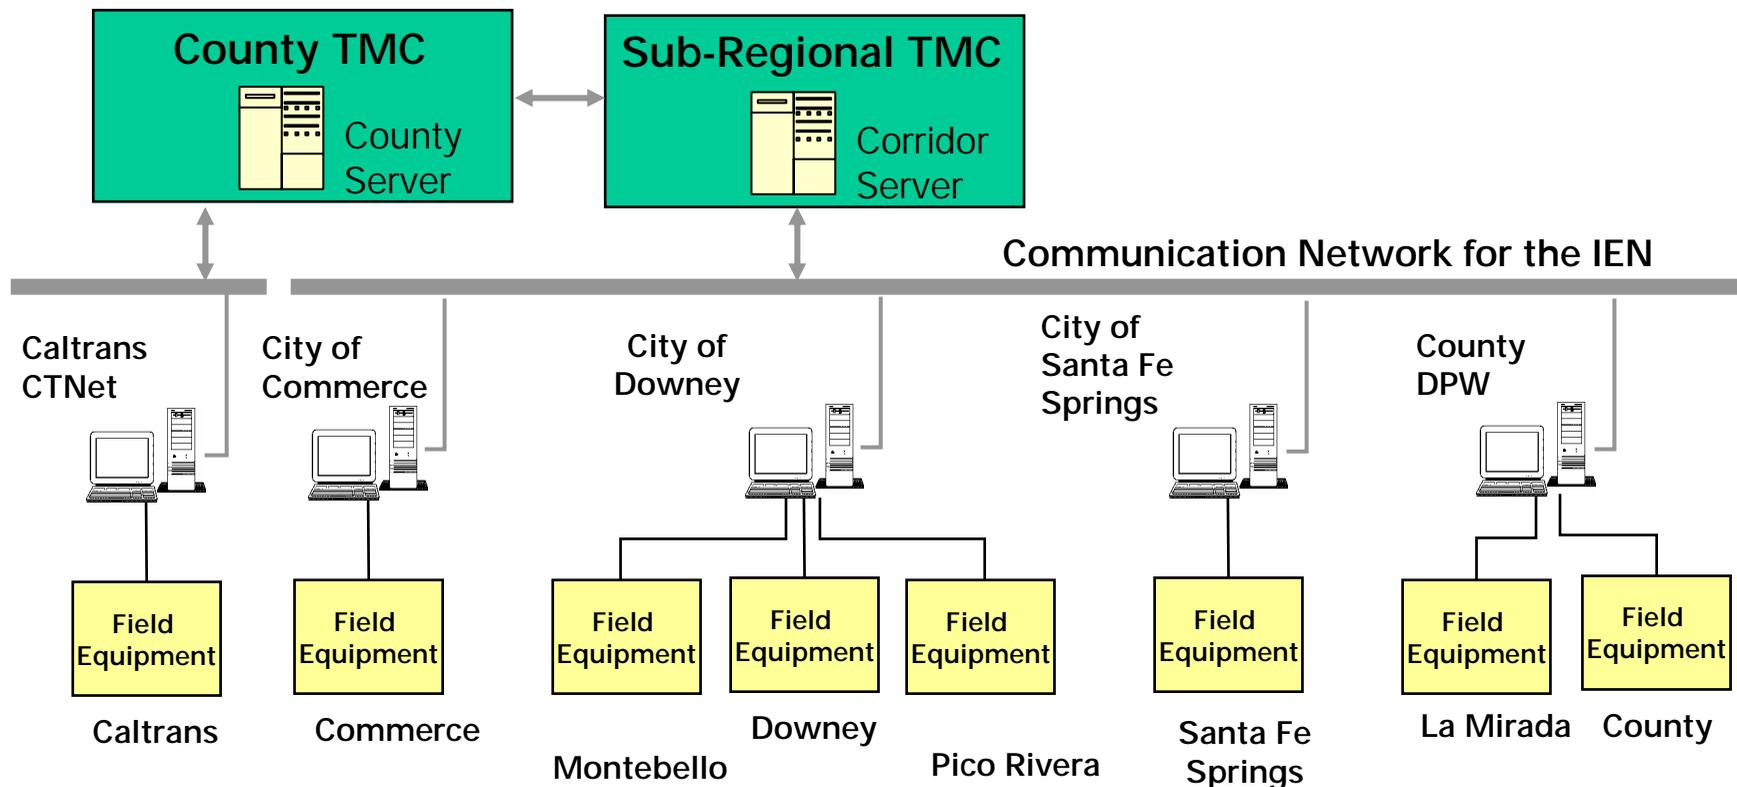 County TMC
County
Server
Sub-Regional TMC
Corridor
Server
Communication Network for the IEN
Caltrans
CTNet
City of
Commerce
City of
Downey
City of
Santa Fe
Springs
County
DPW
Field
Equipment
Field
Equipment
Field
Equipment
Field
Equipment
Field
Equipment
Field
Equipment
Field
Equipment
Field
Equipment
Caltrans
Commerce
Montebello
Downey
Pico Rivera
Santa Fe
Springs
La Mirada
County